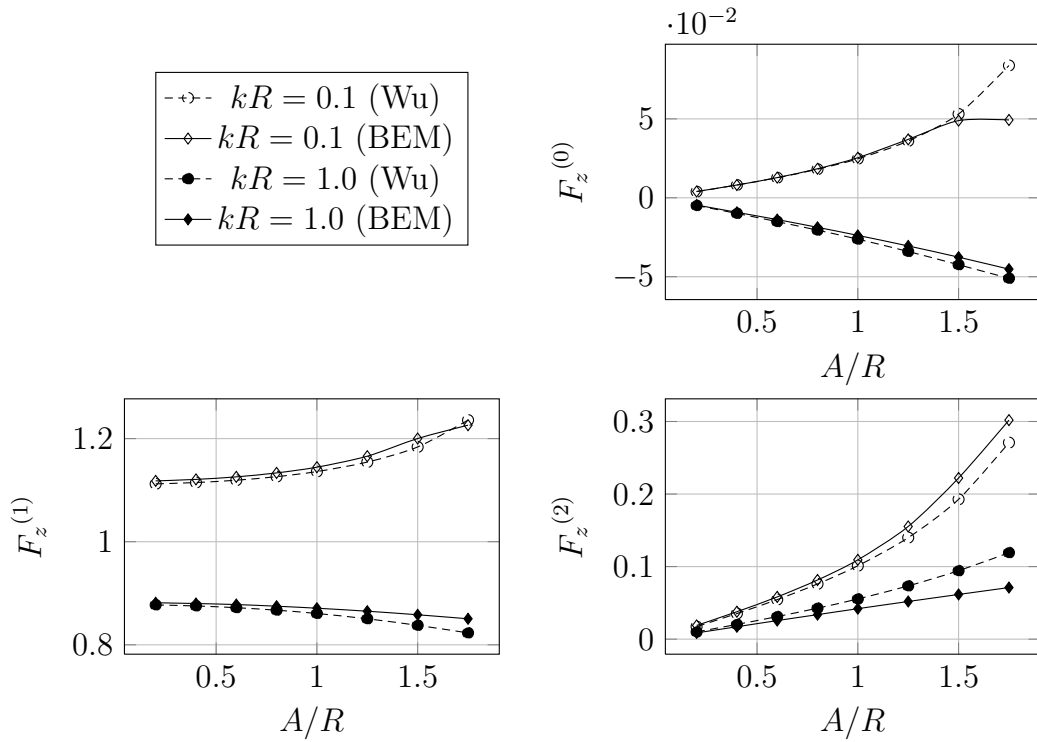 ·10⁻²
kR = 0.1 (Wu)
kR = 0.1 (BEM)
kR = 1.0 (Wu)
kR = 1.0 (BEM)
5
0
−5
F_z^(0)
0.5 1 1.5
A/R
1.2
1
0.8
F_z^(1)
0.5 1 1.5
A/R
0.3
0.2
0.1
0
F_z^(2)
0.5 1 1.5
A/R